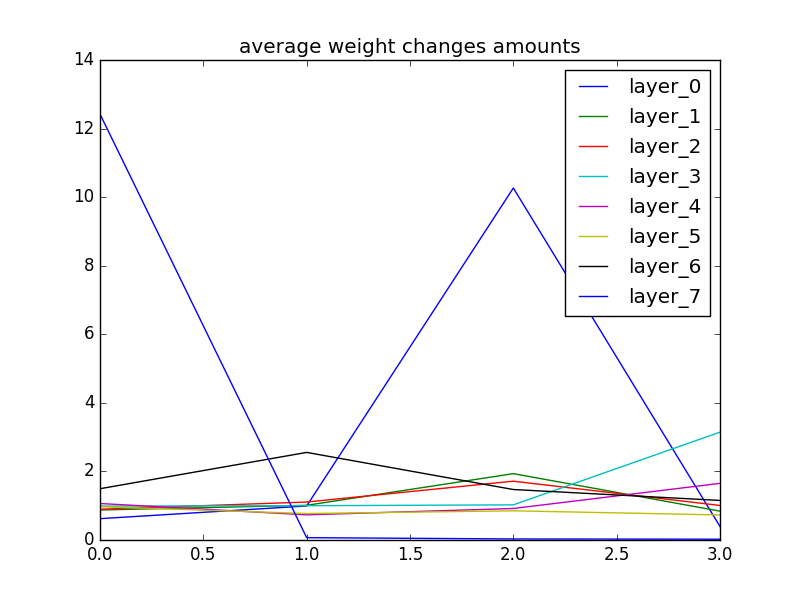 average weight changes amounts
14
12
10
8
6
4
2
0
0.0
0.5
1.0
1.5
2.0
2.5
3.0
layer_0
layer_1
layer_2
layer_3
layer_4
layer_5
layer_6
layer_7